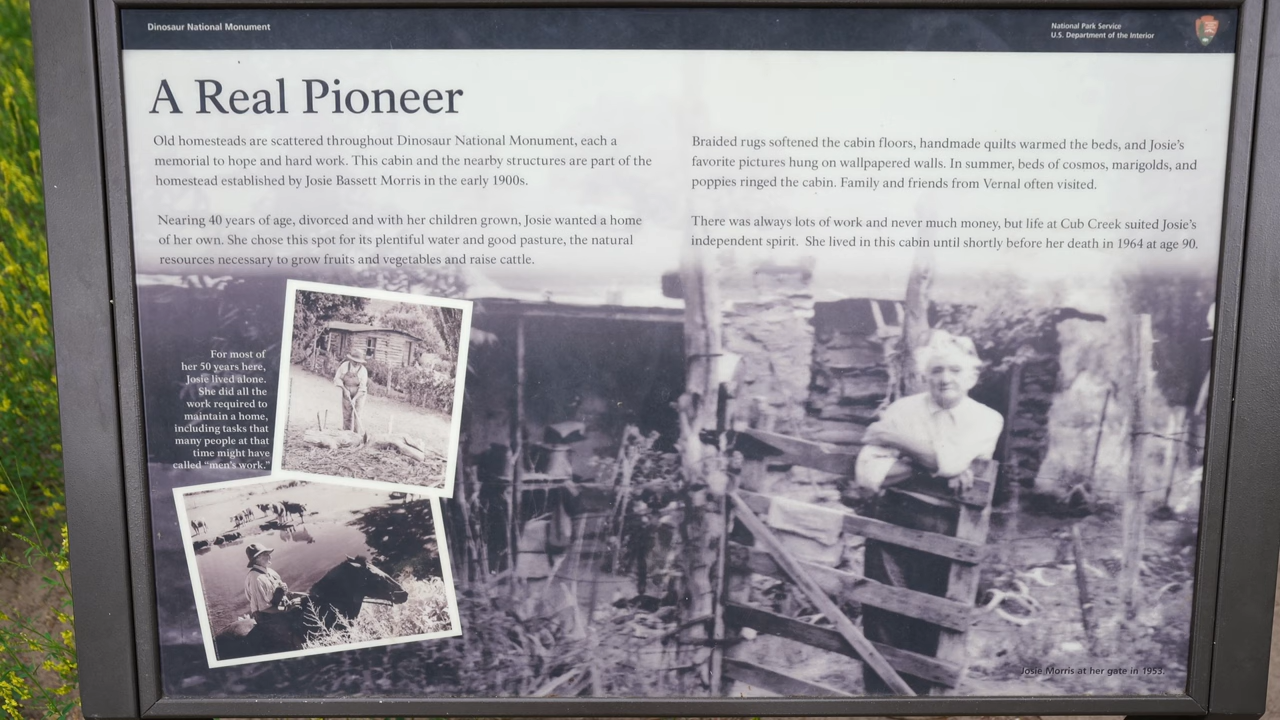 Dinosaur National Monument
National Park Service
U.S. Department of the Interior
A Real Pioneer
Old homesteads are scattered throughout Dinosaur National Monument, each a
memorial to hope and hard work. This cabin and the nearby structures are part of the
homestead established by Josie Bassett Morris in the early 1900s.
Nearing 40 years of age, divorced and with her children grown, Josie wanted a home
of her own. She chose this spot for its plentiful water and good pasture, the natural
resources necessary to grow fruits and vegetables and raise cattle.
Braided rugs softened the cabin floors, handmade quilts warmed the beds, and Josie's
favorite pictures hung on wallpapered walls. In summer, beds of cosmos, marigolds, and
poppies ringed the cabin. Family and friends from Vernal often visited.
There was always lots of work and never much money, but life at Cub Creek suited Josie's
independent spirit. She lived in this cabin until shortly before her death in 1964 at age 90.
For most of
her 50 years here,
Josie lived alone.
She did all the
work required to
maintain a home,
including tasks that
many people at that
time might have
called "men's work."
Josie Morris at her gate in 1953.